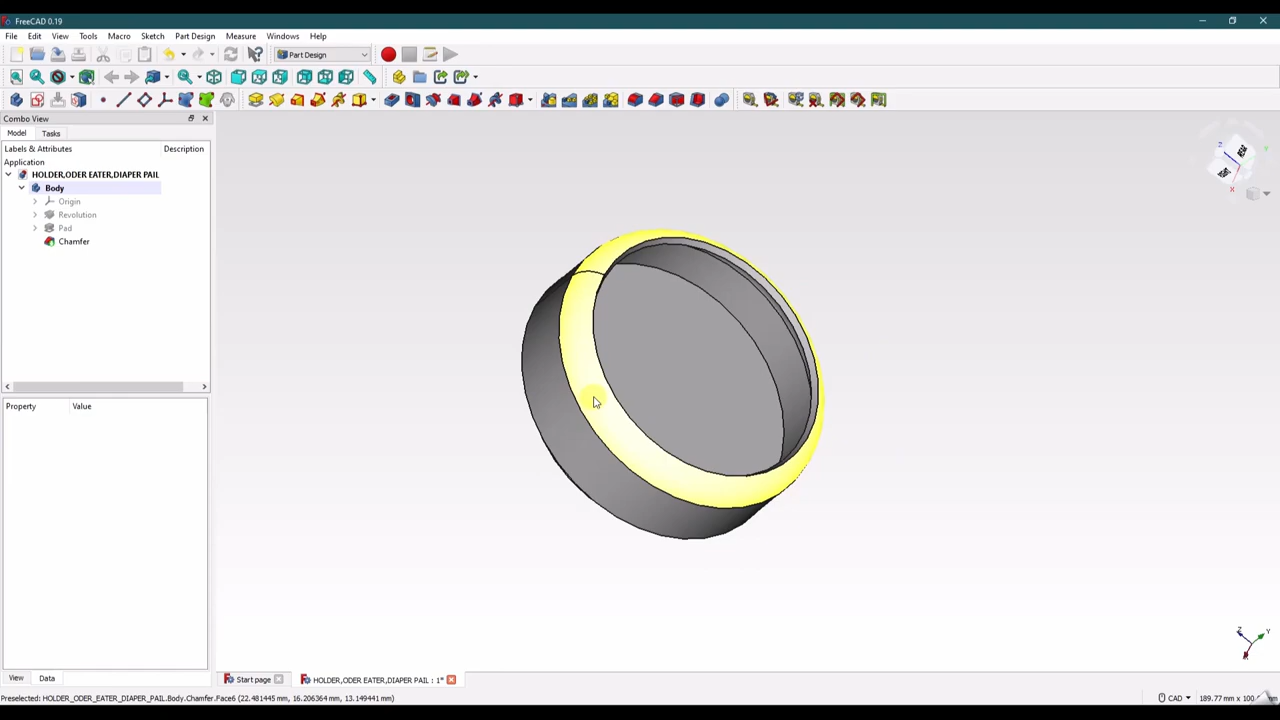 FreeCAD 0.19
File Edit View Tools Macro Sketch Part Design Measure Windows Help
Part Design
Combo View
Model Tasks
Labels & Attributes Description
Application
HOLDER,ODER EATER,DIAPER PAIL
Body
Origin
Revolution
Pad
Chamfer
Property Value
View Data
Start page HOLDER,ODER EATER,DIAPER PAIL : 1*
Preselected: HOLDER_ODER_EATER_DIAPER_PAIL.Body.Chamfer.Face6 (22.481445 mm, 16.206364 mm, 13.149441 mm) CAD 189.77 mm x
Z
Y
X
Z
Y